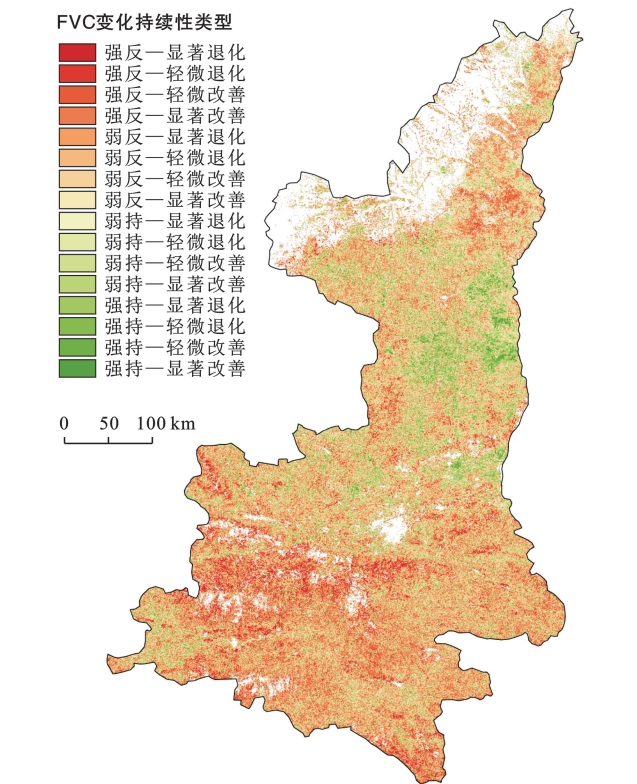 FVC变化持续性类型
强反—显著退化
强反—轻微退化
强反—轻微改善
强反—显著改善
弱反—显著退化
弱反—轻微退化
弱反—轻微改善
弱反—显著改善
弱持—显著退化
弱持—轻微退化
弱持—轻微改善
弱持—显著改善
强持—显著退化
强持—轻微退化
强持—轻微改善
强持—显著改善
0 50 100 km